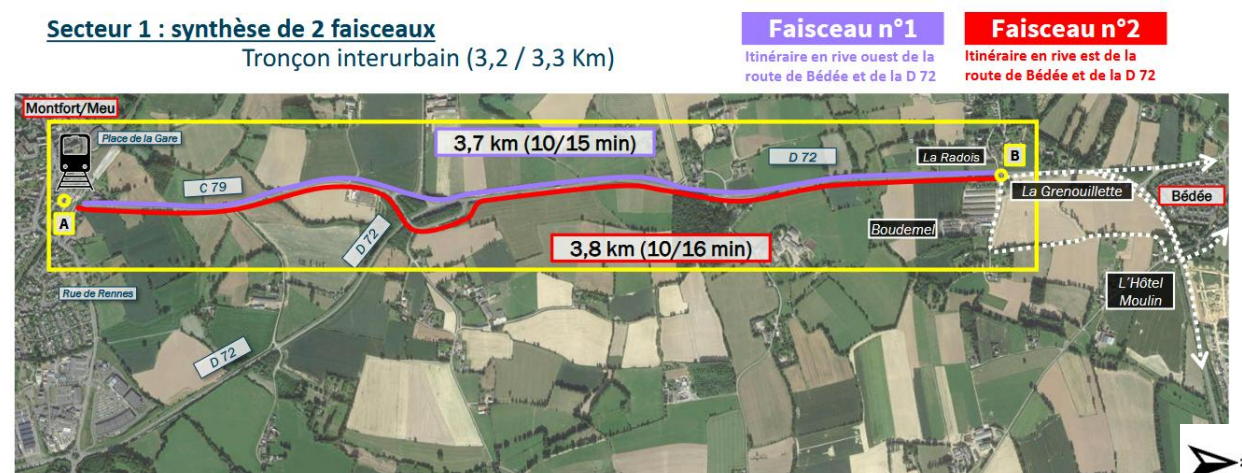 Secteur 1 : synthèse de 2 faisceaux
Tronçon interurbain (3,2 / 3,3 Km)
Faisceau n°1
Itinéraire en rive ouest de la
route de Bédée et de la D 72
Faisceau n°2
Itinéraire en rive est de la
route de Bédée et de la D 72
Montfort/Meu
Place de la Gare
3,7 km (10/15 min)
D 72
La Radois
B
C 79
La Grenouillette
Bédée
A
D 72
Boudemel
3,8 km (10/16 min)
Rue de Rennes
L'Hôtel
Moulin
D 72